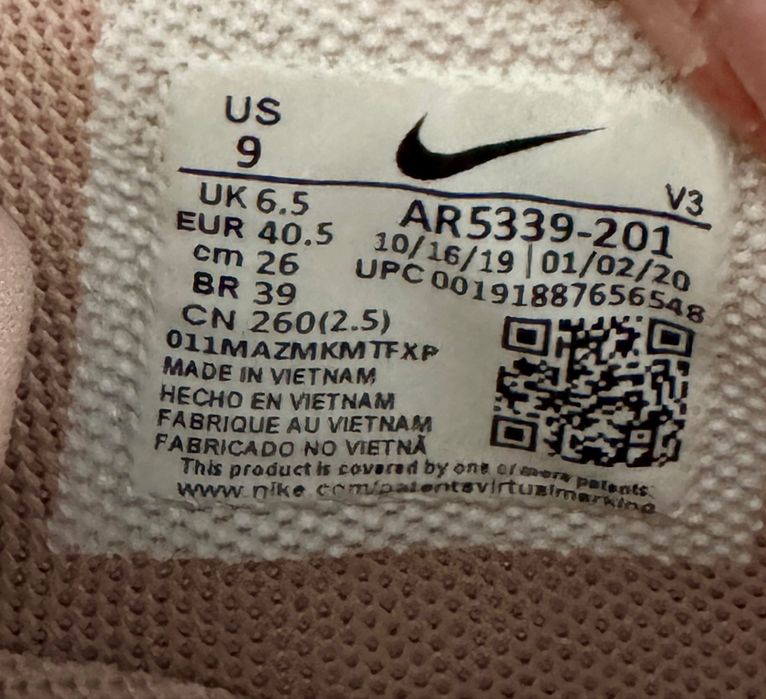 US
9
V3
UK 6.5
EUR 40.5
cm 26
BR 39
CN 260(2.5)
AR5339-201
10/16/19 | 01/02/20
UPC 00191887656548
011MAZMKMTFXP
MADE IN VIETNAM
HECHO EN VIETNAM
FABRIQUE AU VIETNAM
FABRICADO NO VIETNÃ
This product is covered by one or more patents.
www.nike.com/patentsvirtualmarking